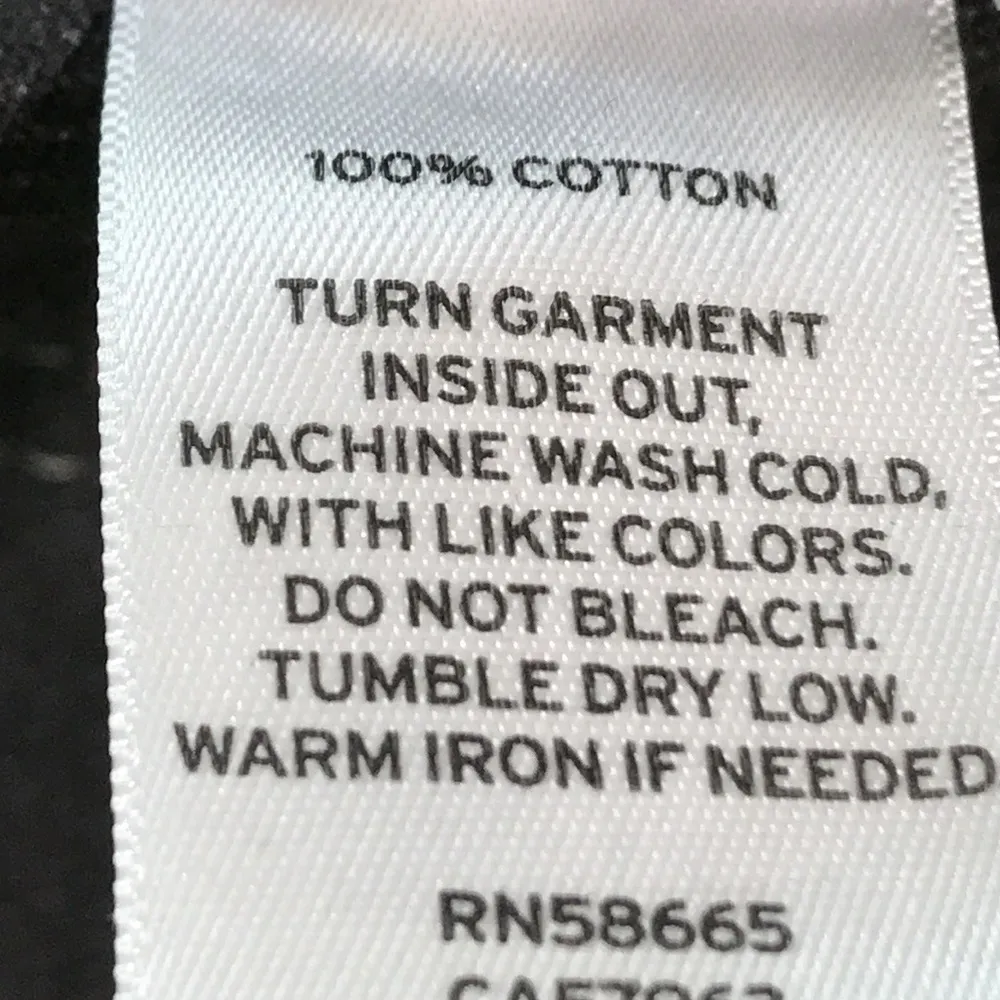 100% COTTON
TURN GARMENT
INSIDE OUT,
MACHINE WASH COLD,
WITH LIKE COLORS.
DO NOT BLEACH.
TUMBLE DRY LOW.
WARM IRON IF NEEDED
RN58665